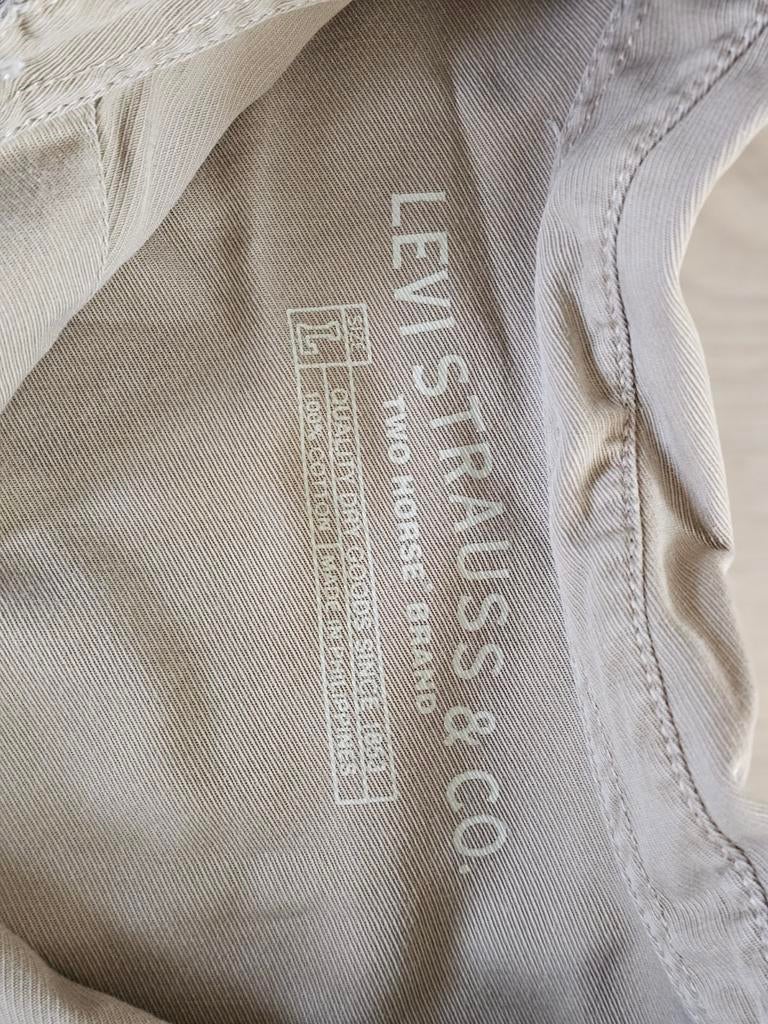 LEVI STRAUSS & CO.
TWO HORSE® BRAND
SIZE
L
QUALITY DRY GOODS SINCE 1853
100% COTTON MADE IN PHILIPPINES